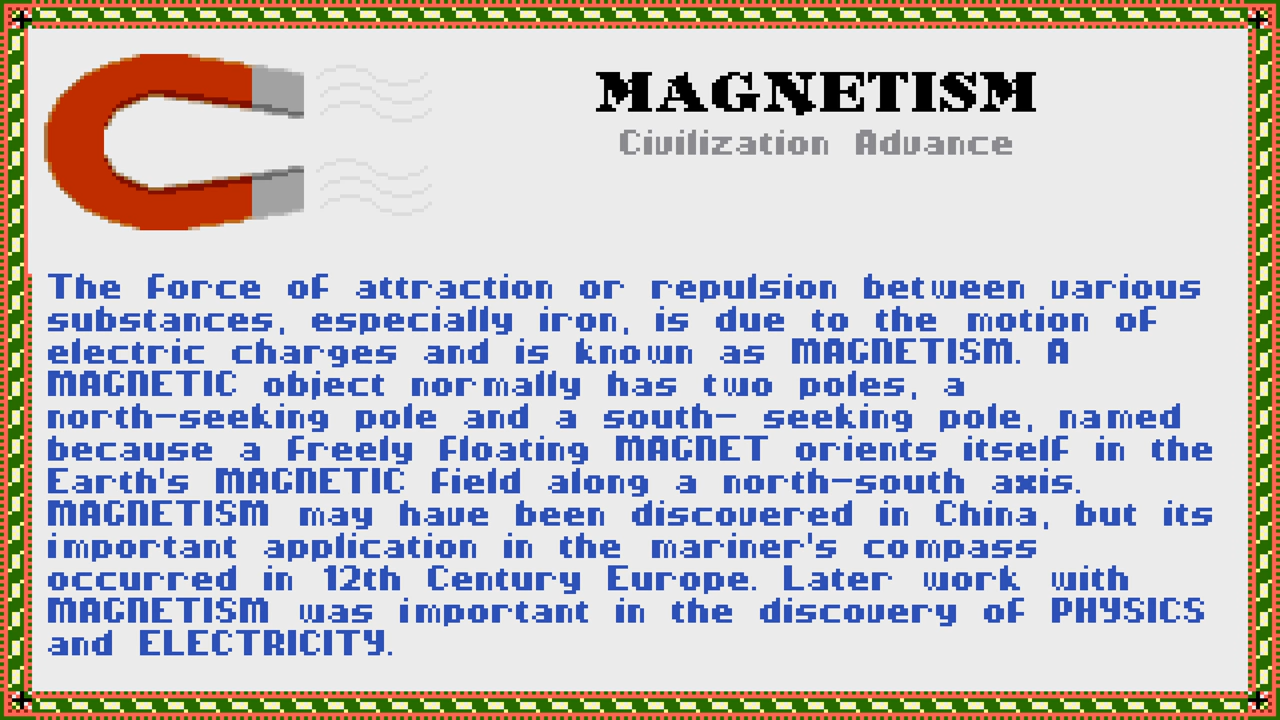 MAGNETISM
Civilization Advance
The force of attraction or repulsion between various
substances, especially iron, is due to the motion of
electric charges and is known as MAGNETISM. A
MAGNETIC object normally has two poles, a
north-seeking pole and a south- seeking pole, named
because a freely floating MAGNET orients itself in the
Earth's MAGNETIC field along a north-south axis.
MAGNETISM may have been discovered in China, but its
important application in the mariner's compass
occurred in 12th Century Europe. Later work with
MAGNETISM was important in the discovery of PHYSICS
and ELECTRICITY.